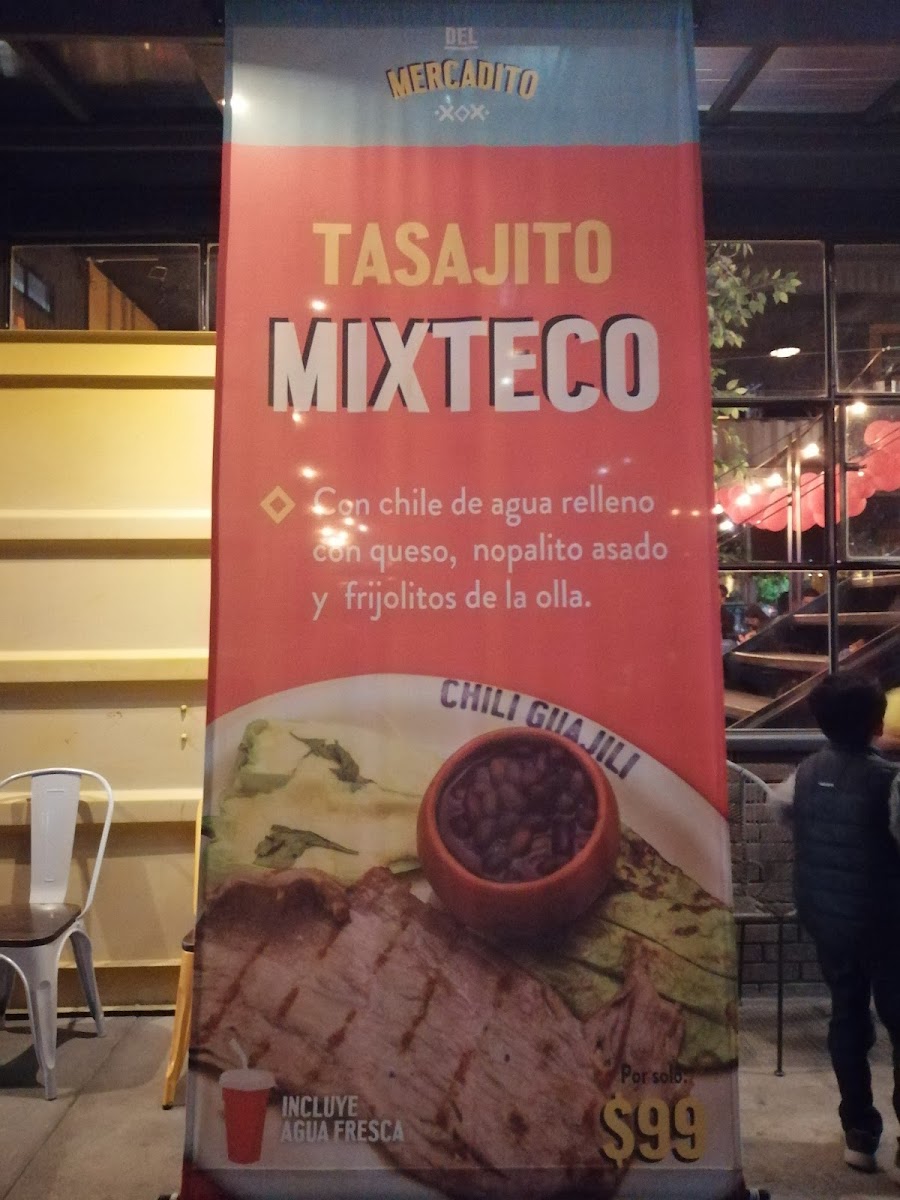 DEL
MERCADITO
TASAJITO
MIXTECO
Con chile de agua relleno
con queso, nopalito asado
y frijolitos de la olla.
CHILI GUAJILI
Por solo:
$99
INCLUYE
AGUA FRESCA